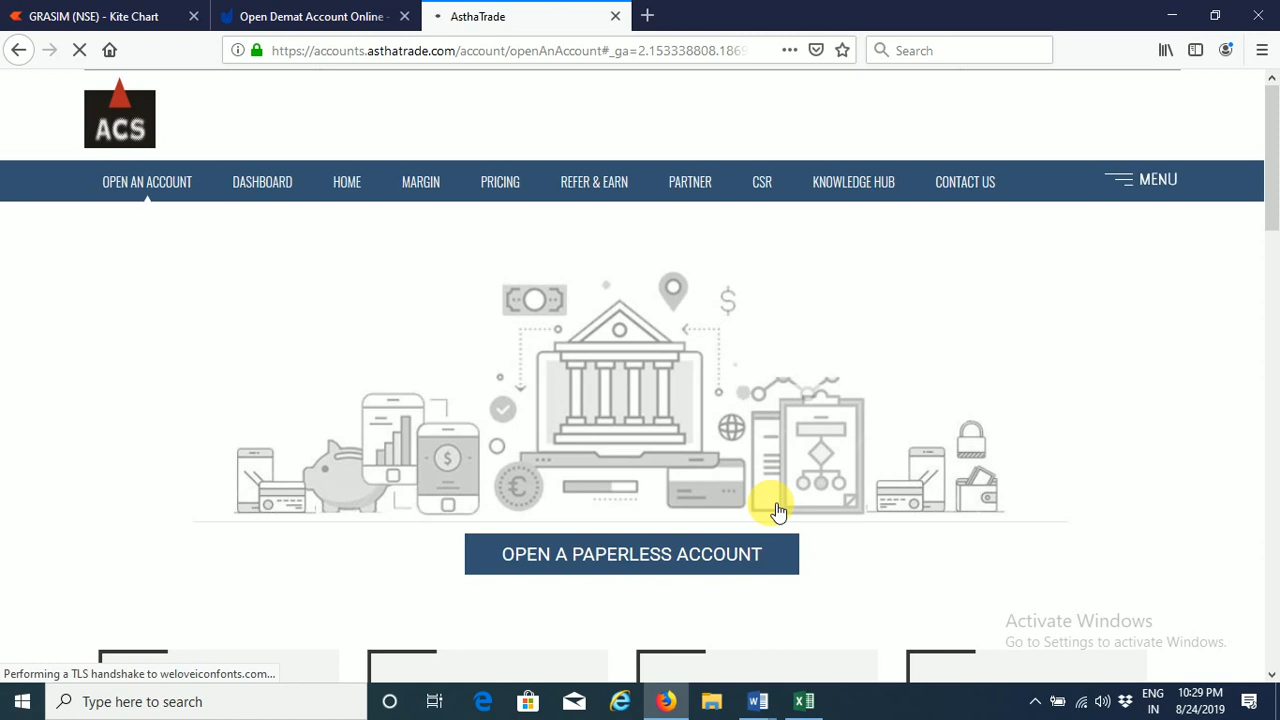 GRASIM (NSE) - Kite Chart
Open Demat Account Online -
AsthaTrade
https://accounts.asthatrade.com/account/openAnAccount#_ga=2.153338808.1869
Search
ACS
OPEN AN ACCOUNT
DASHBOARD
HOME
MARGIN
PRICING
REFER & EARN
PARTNER
CSR
KNOWLEDGE HUB
CONTACT US
MENU
OPEN A PAPERLESS ACCOUNT
Activate Windows
Go to Settings to activate Windows.
Performing a TLS handshake to weloveiconfonts.com...
Type here to search
ENG
IN
10:29 PM
8/24/2019